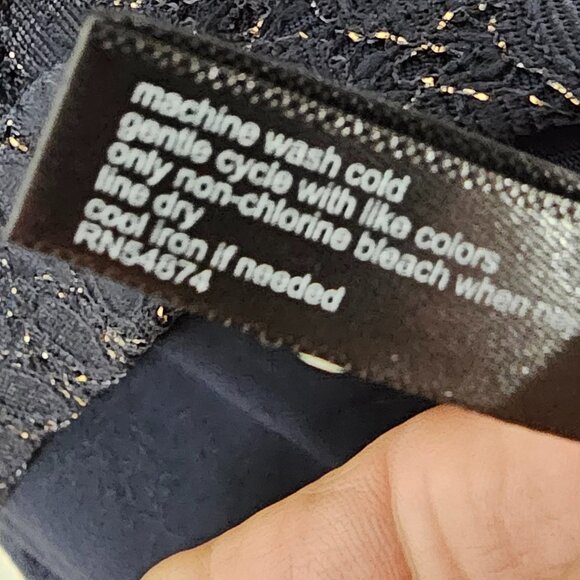 machine wash cold
gentle cycle with like colors
only non-chlorine bleach when
line dry
cool iron if needed
RN54874